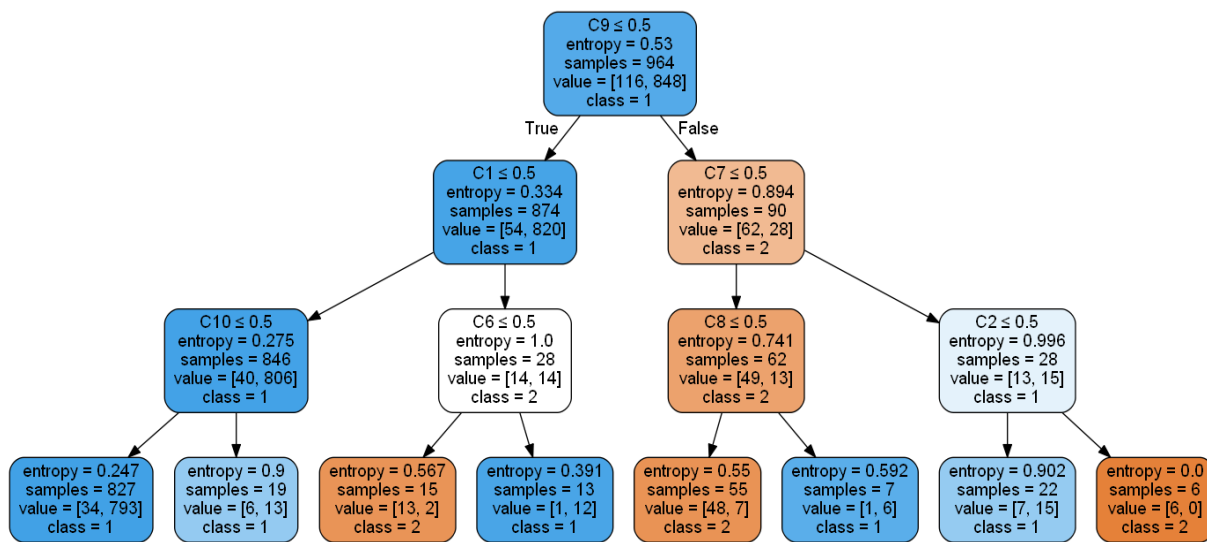 C9 ≤ 0.5
entropy = 0.53
samples = 964
value = [116, 848]
class = 1
True
False
C1 ≤ 0.5
entropy = 0.334
samples = 874
value = [54, 820]
class = 1
C7 ≤ 0.5
entropy = 0.894
samples = 90
value = [62, 28]
class = 2
C10 ≤ 0.5
entropy = 0.275
samples = 846
value = [40, 806]
class = 1
C6 ≤ 0.5
entropy = 1.0
samples = 28
value = [14, 14]
class = 2
C8 ≤ 0.5
entropy = 0.741
samples = 62
value = [49, 13]
class = 2
C2 ≤ 0.5
entropy = 0.996
samples = 28
value = [13, 15]
class = 1
entropy = 0.247
samples = 827
value = [34, 793]
class = 1
entropy = 0.9
samples = 19
value = [6, 13]
class = 1
entropy = 0.567
samples = 15
value = [13, 2]
class = 2
entropy = 0.391
samples = 13
value = [1, 12]
class = 1
entropy = 0.55
samples = 55
value = [48, 7]
class = 2
entropy = 0.592
samples = 7
value = [1, 6]
class = 1
entropy = 0.902
samples = 22
value = [7, 15]
class = 1
entropy = 0.0
samples = 6
value = [6, 0]
class = 2